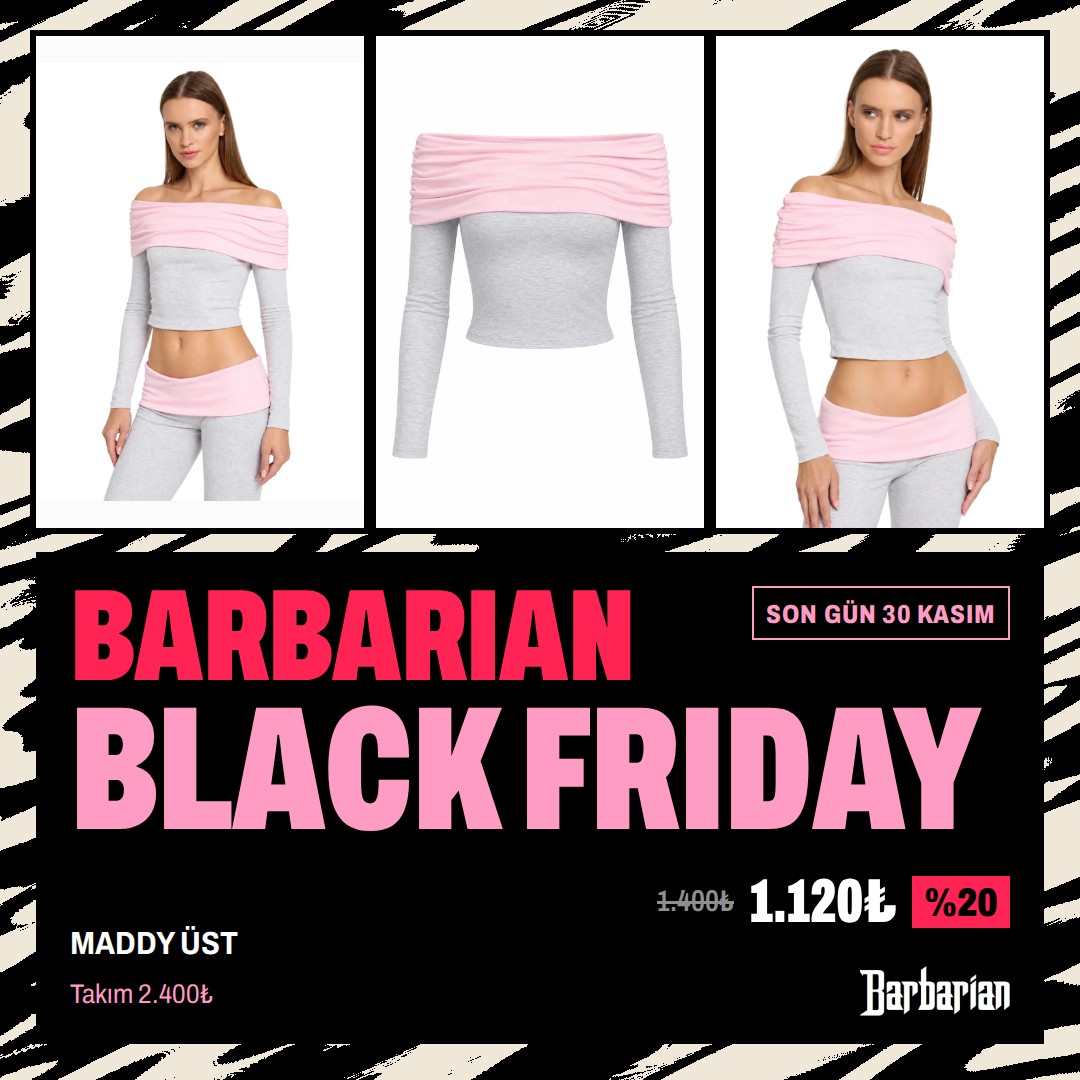 BARBARIAN
SON GÜN 30 KASIM
BLACK FRIDAY
1.400₺ 1.120₺ %20
MADDY ÜST
Takım 2.400₺
Barbarian